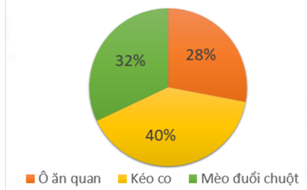 32% 28%
40%
Ô ăn quan Kéo co Mèo đuổi chuột